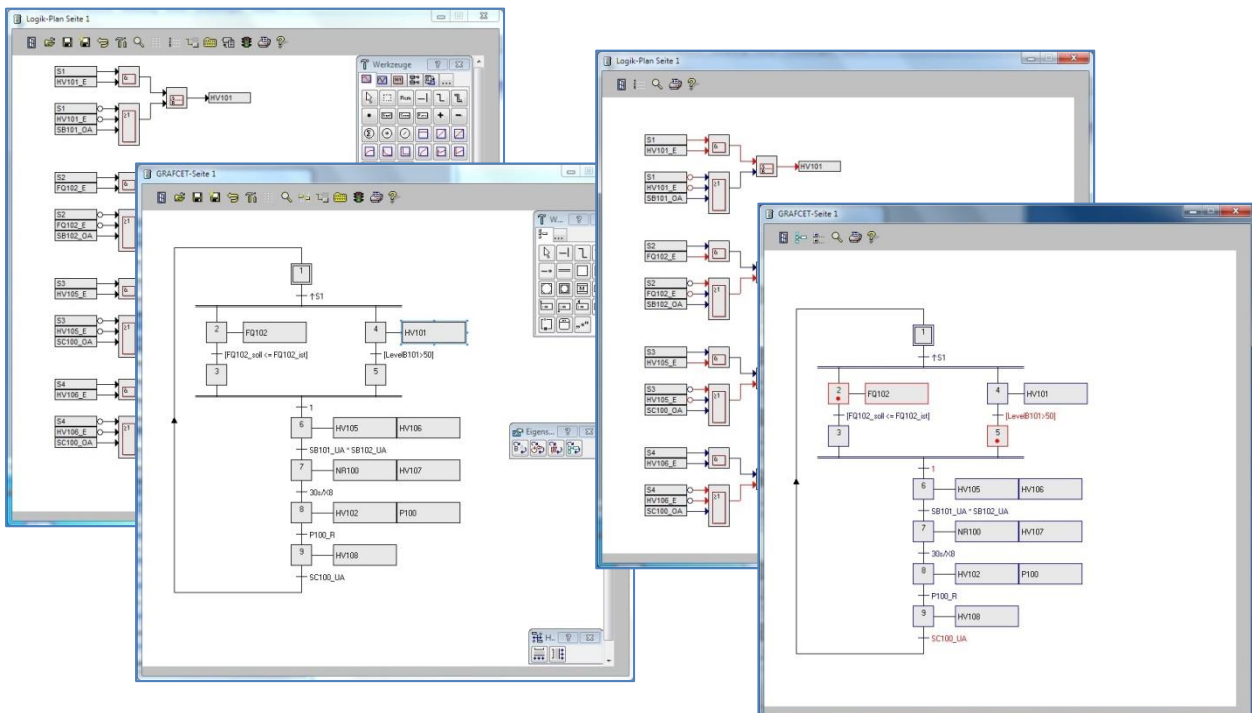 Logik-Plan Seite 1
Werkzeuge
S1
HV101_E
&
HV101
S1
HV101_E
SB101_OA
≥1
S2
FQ102_E
S2
FQ102_E
SB102_OA
S3
HV105_E
S3
HV105_E
SC100_OA
S4
HV106_E
S4
HV106_E
SC100_OA
GRAFCET-Seite 1
W...
1
↑S1
2 FQ102
4 HV101
[FQ102_soll <= FQ102_ist]
[LevelB101>50]
3
5
1
6 HV105 HV106
SB101_UA * SB102_UA
7 NR100 HV107
30s/X8
8 HV102 P100
P100_R
9 HV108
SC100_UA
Eigens...
H..
Logik-Plan Seite 1
S1
HV101_E
&
HV101
S1
HV101_E
SB101_OA
≥1
S2
FQ102_E
&
S2
FQ102_E
SB102_OA
≥1
S3
HV105_E
&
S3
HV105_E
SC100_OA
≥1
S4
HV106_E
&
S4
HV106_E
SC100_OA
≥1
GRAFCET-Seite 1
1
↑S1
2 FQ102
4 HV101
[FQ102_soll <= FQ102_ist]
[LevelB101>50]
3
5
1
6 HV105 HV106
SB101_UA * SB102_UA
7 NR100 HV107
30s/X8
8 HV102 P100
P100_R
9 HV108
SC100_UA